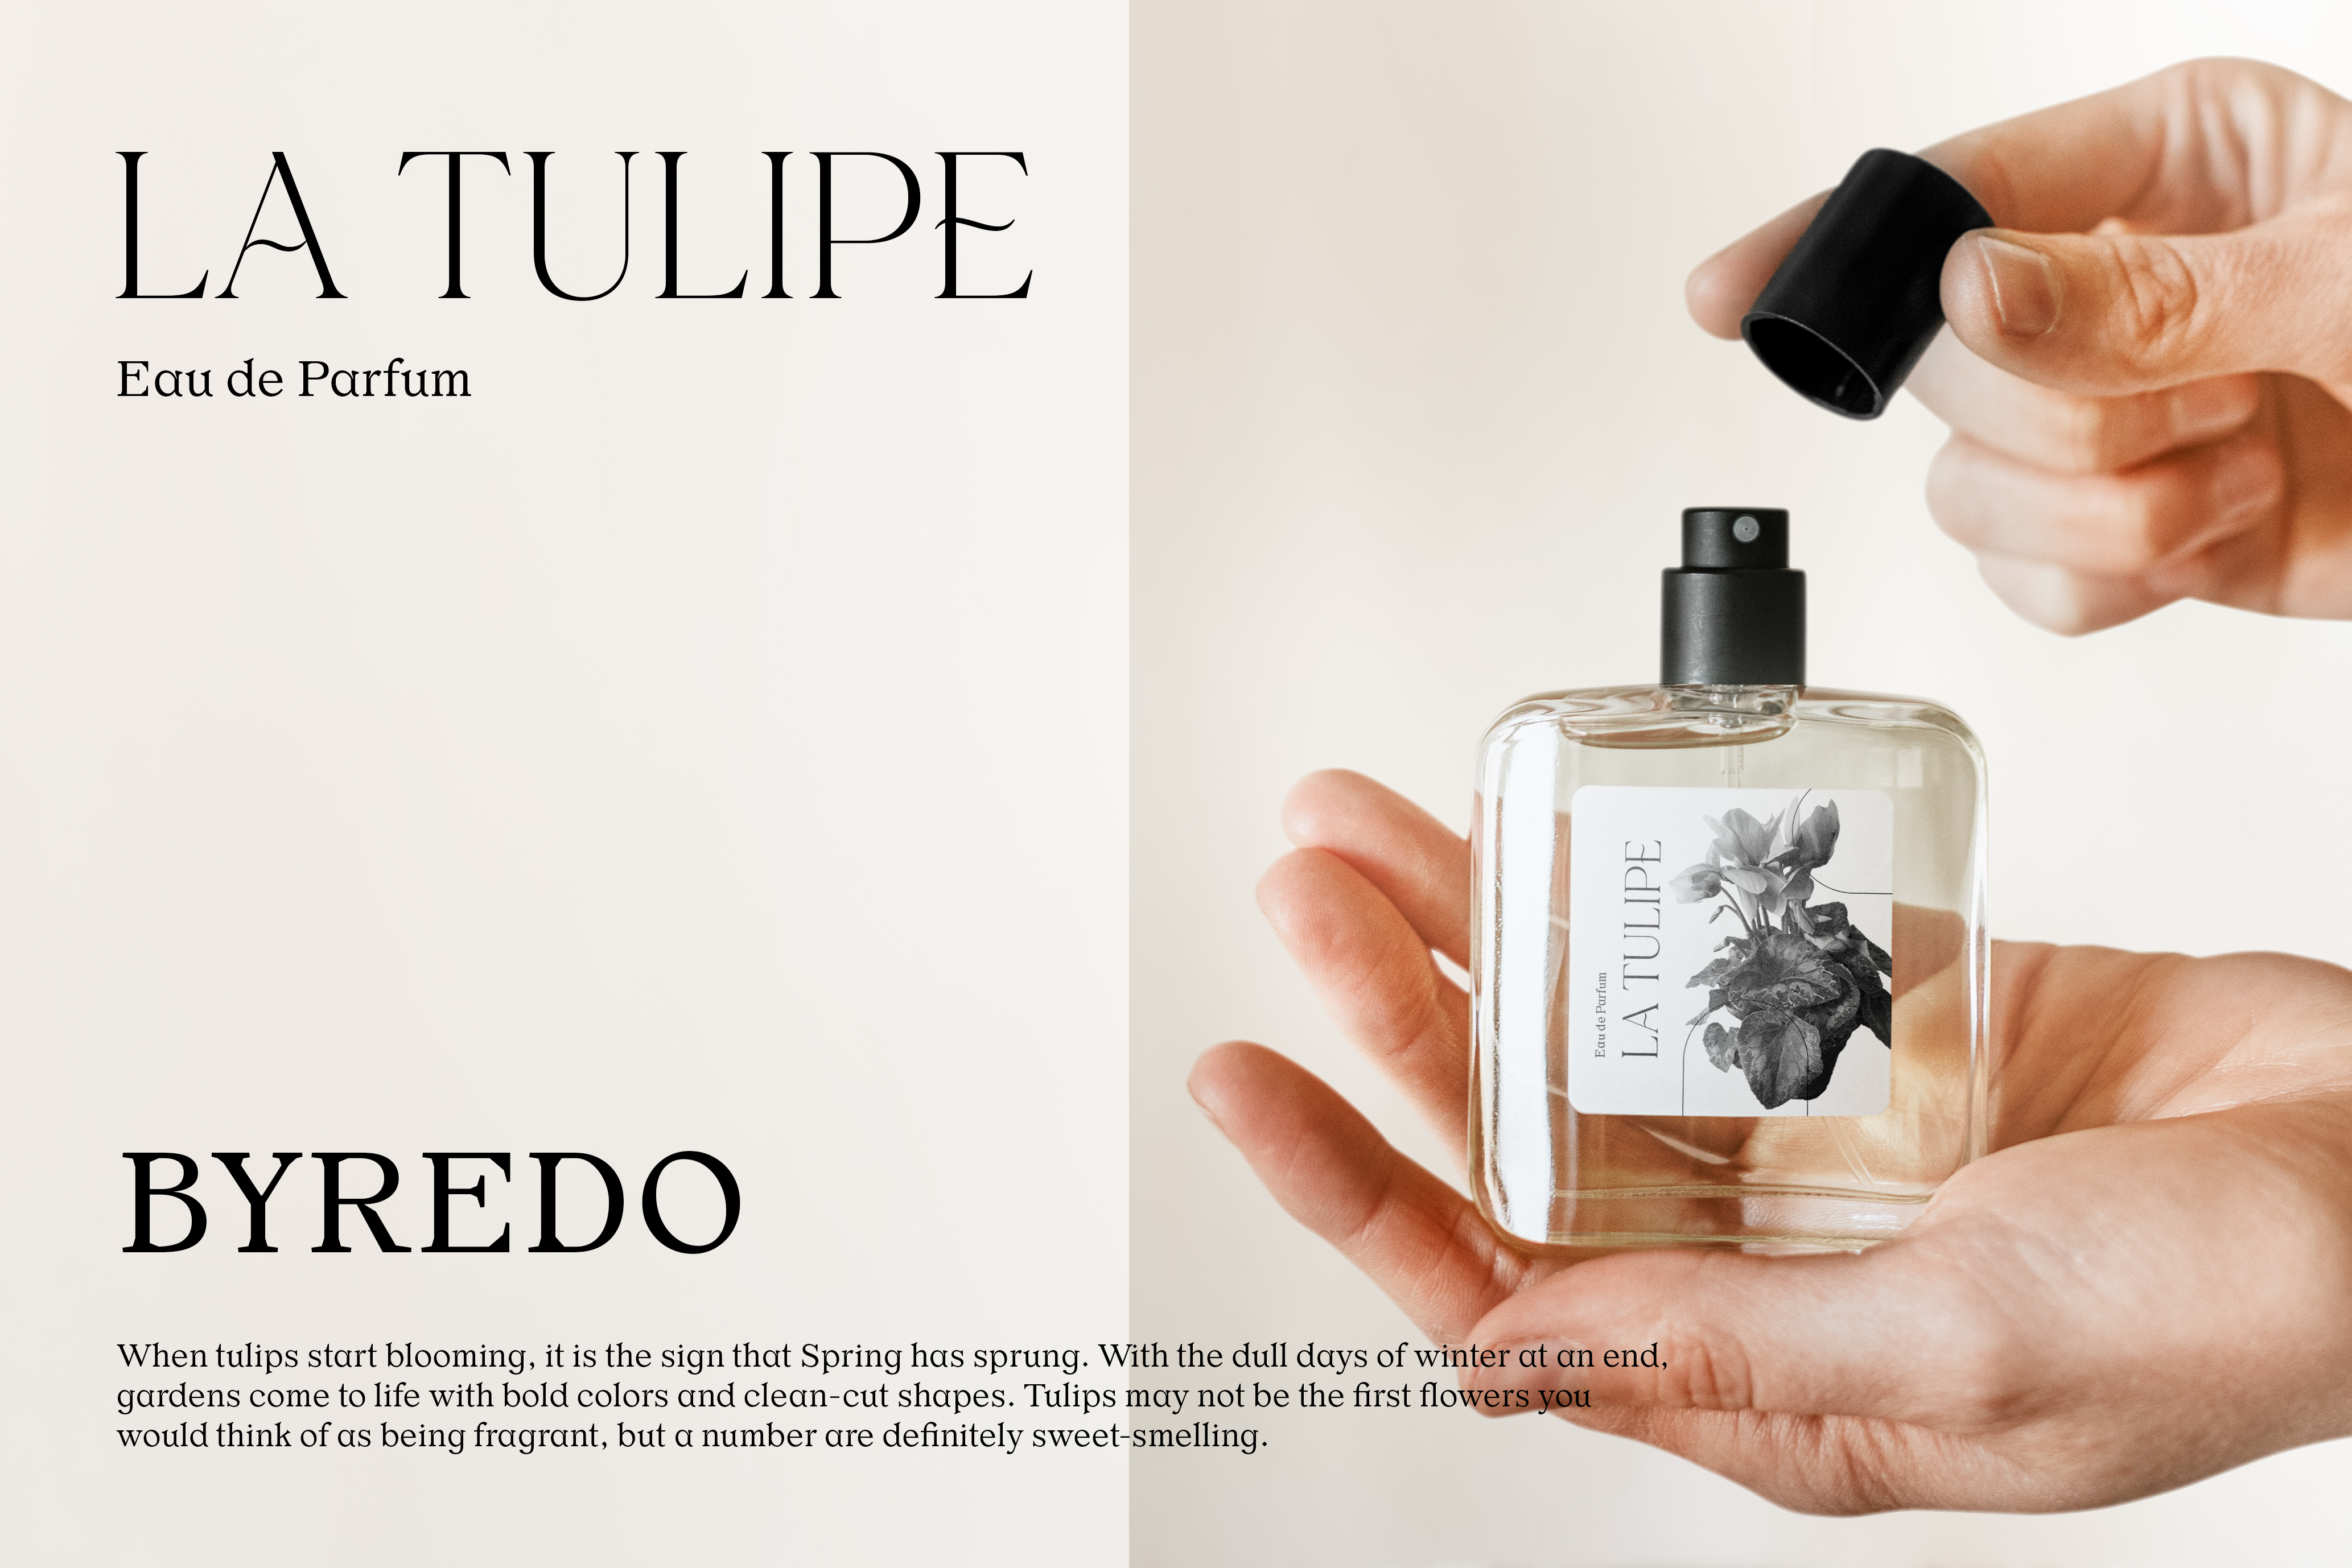 LA TULIPE
Eau de Parfum
BYREDO
When tulips start blooming, it is the sign that Spring has sprung. With the dull days of winter at an end,
gardens come to life with bold colors and clean-cut shapes. Tulips may not be the first flowers you
would think of as being fragrant, but a number are definitely sweet-smelling.
Eau de Parfum
LA TULIPE